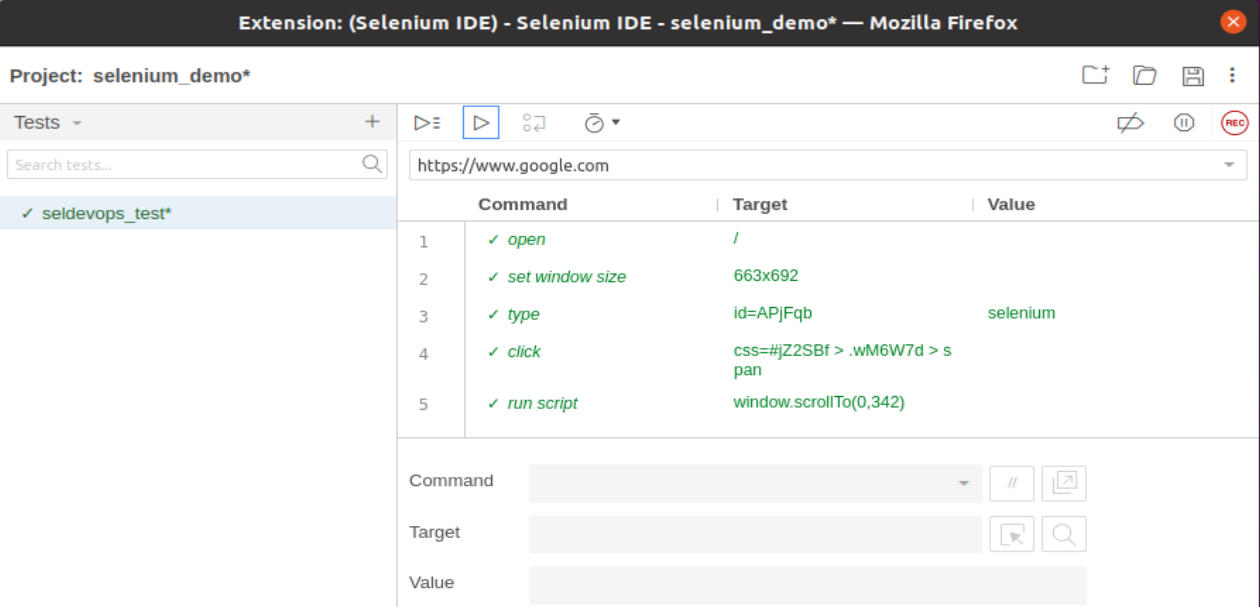 Extension: (Selenium IDE) - Selenium IDE - selenium_demo* — Mozilla Firefox
Project: selenium_demo*
Tests
Search tests...
✓ seldevops_test*
REC
https://www.google.com
Command Target Value
1 ✓ open /
2 ✓ set window size 663x692
3 ✓ type id=APjFqb selenium
4 ✓ click css=#jZ2SBf > .wM6W7d > s
pan
5 ✓ run script window.scrollTo(0,342)
Command //
Target
Value